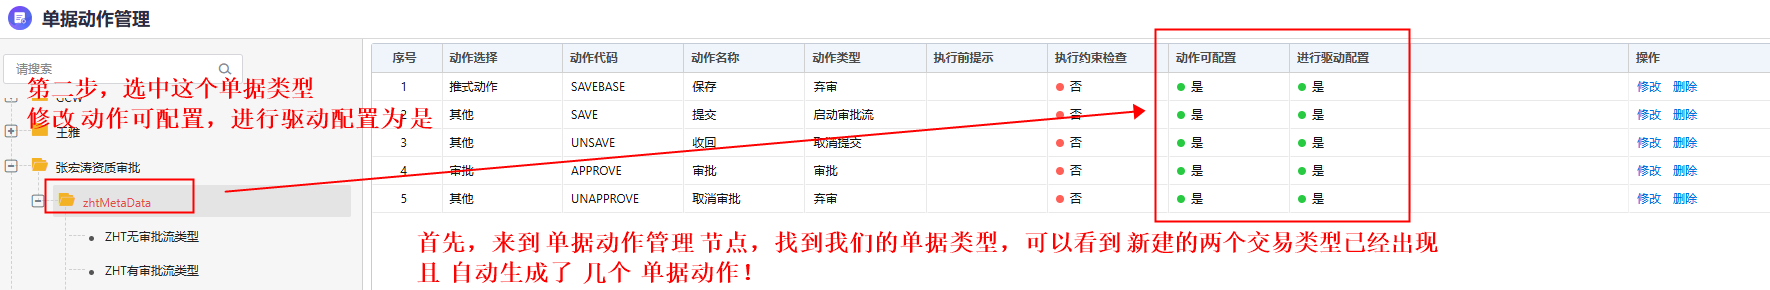 单据动作管理
请搜索
GCW
王雅
张宏涛资质审批
zhtMetaData
ZHT无审批流类型
ZHT有审批流类型
第二步，选中这个单据类型
修改 动作可配置，进行驱动配置为是
序号 动作选择 动作代码 动作名称 动作类型 执行前提示 执行约束检查 动作可配置 进行驱动配置 操作
1 推式动作 SAVEBASE 保存 弃审 否 是 是 修改 删除
2 其他 SAVE 提交 启动审批流 否 是 是 修改 删除
3 其他 UNSAVE 收回 取消提交 否 是 是 修改 删除
4 审批 APPROVE 审批 审批 否 是 是 修改 删除
5 其他 UNAPPROVE 取消审批 弃审 否 是 是 修改 删除
首先，来到 单据动作管理 节点，找到我们的单据类型，可以看到 新建的两个交易类型已经出现
且 自动生成了 几个 单据动作！